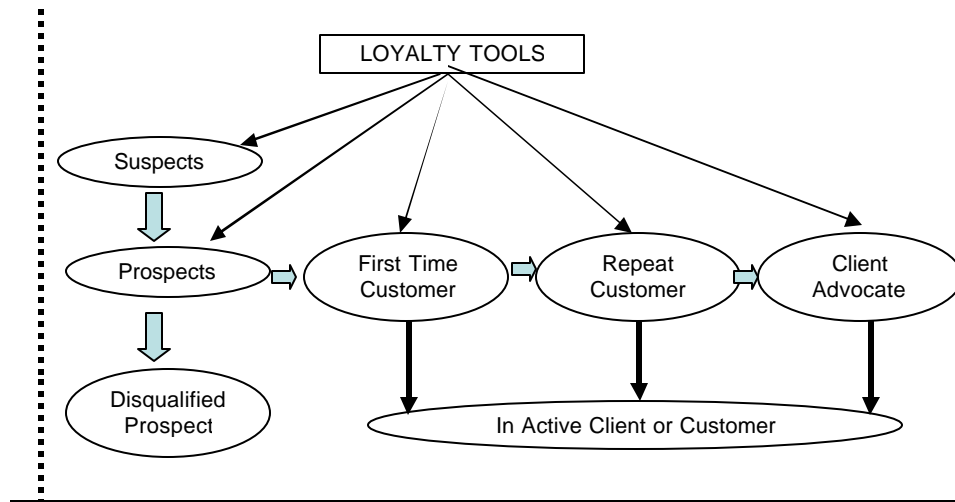 LOYALTY TOOLS
Suspects
Prospects
First Time
Customer
Repeat
Customer
Client
Advocate
Disqualified
Prospect
In Active Client or Customer